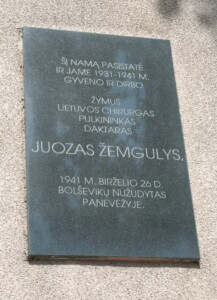 ŠĮ NAMĄ PASISTATĖ
IR JAME 1931-1941 M.
GYVENO IR DIRBO
ŽYMUS
LIETUVOS CHIRURGAS
PULKININKAS
DAKTARAS
JUOZAS ŽEMGULYS.
1941 M. BIRŽELIO 26 D.
BOLŠEVIKŲ NUŽUDYTAS
PANEVĖŽYJE.